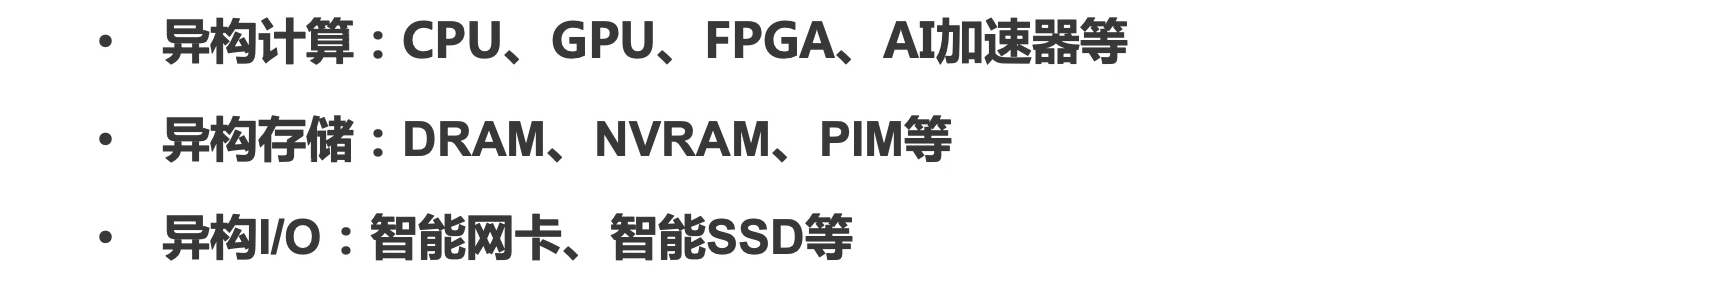 • 异构计算：CPU、GPU、FPGA、AI加速器等
• 异构存储：DRAM、NVRAM、PIM等
• 异构I/O：智能网卡、智能SSD等